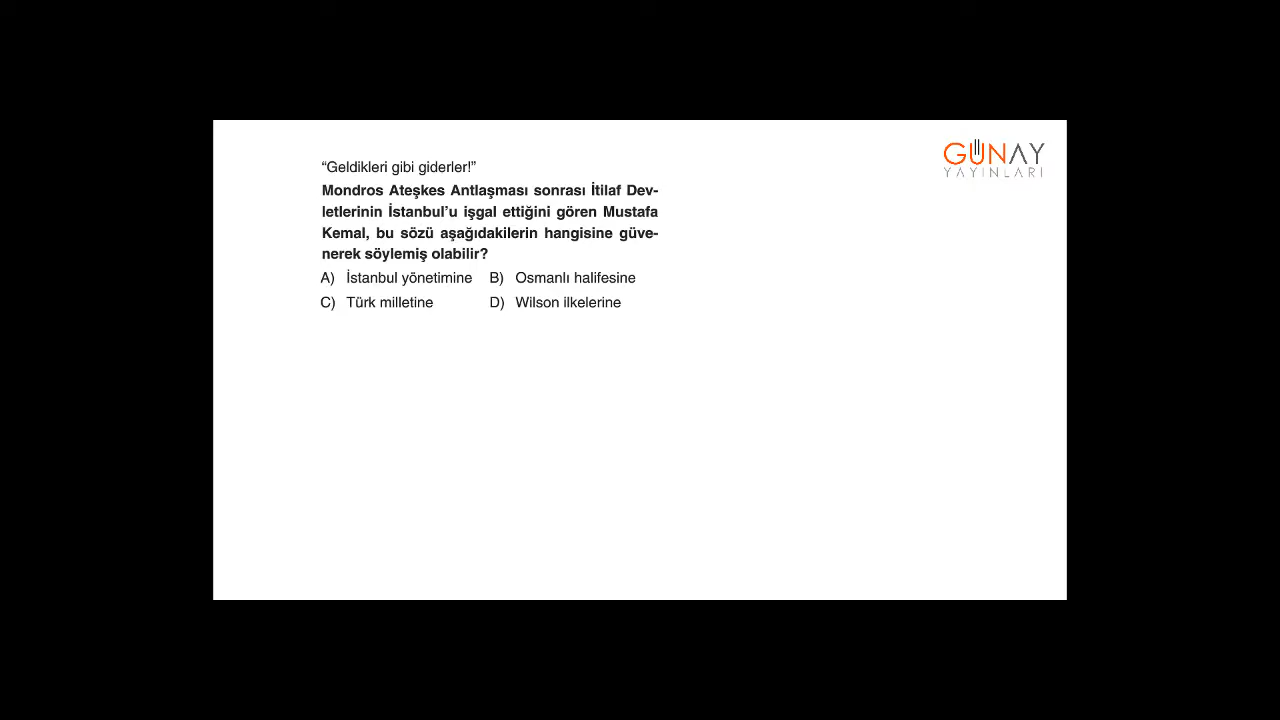 GÜNAY
YAYINLARI
“Geldikleri gibi giderler!”
Mondros Ateşkes Antlaşması sonrası İtilaf Dev-
letlerinin İstanbul’u işgal ettiğini gören Mustafa
Kemal, bu sözü aşağıdakilerin hangisine güve-
nerek söylemiş olabilir?
A) İstanbul yönetimine B) Osmanlı halifesine
C) Türk milletine D) Wilson ilkelerine